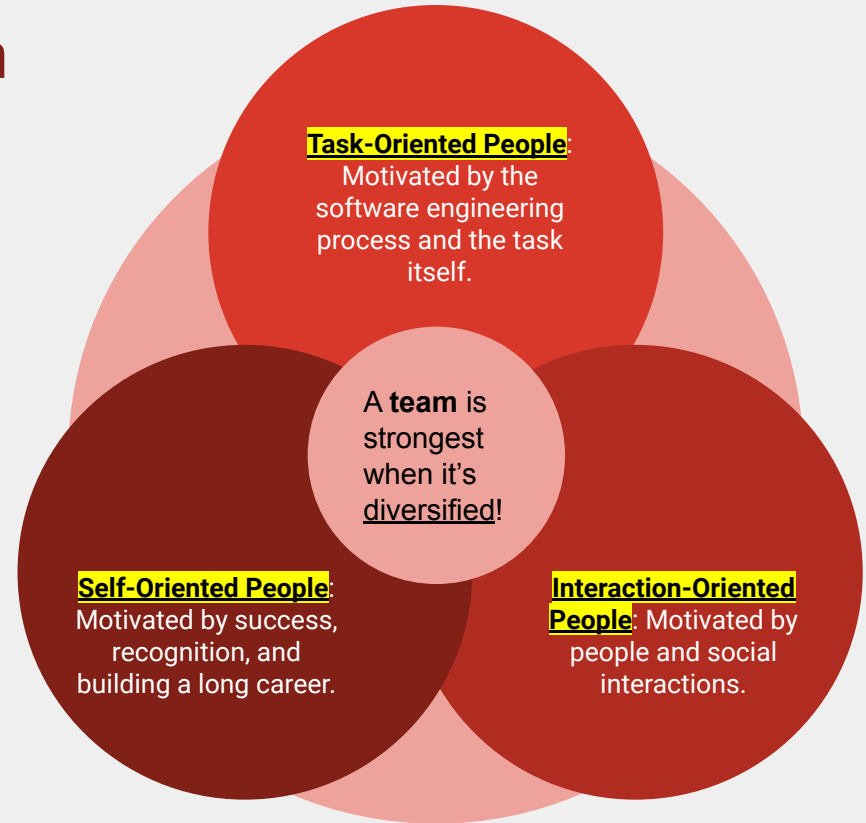 n
Task-Oriented People:
Motivated by the
software engineering
process and the task
itself.
A team is
strongest
when it's
diversified!
Self-Oriented People:
Motivated by success,
recognition, and
building a long career.
Interaction-Oriented
People: Motivated by
people and social
interactions.